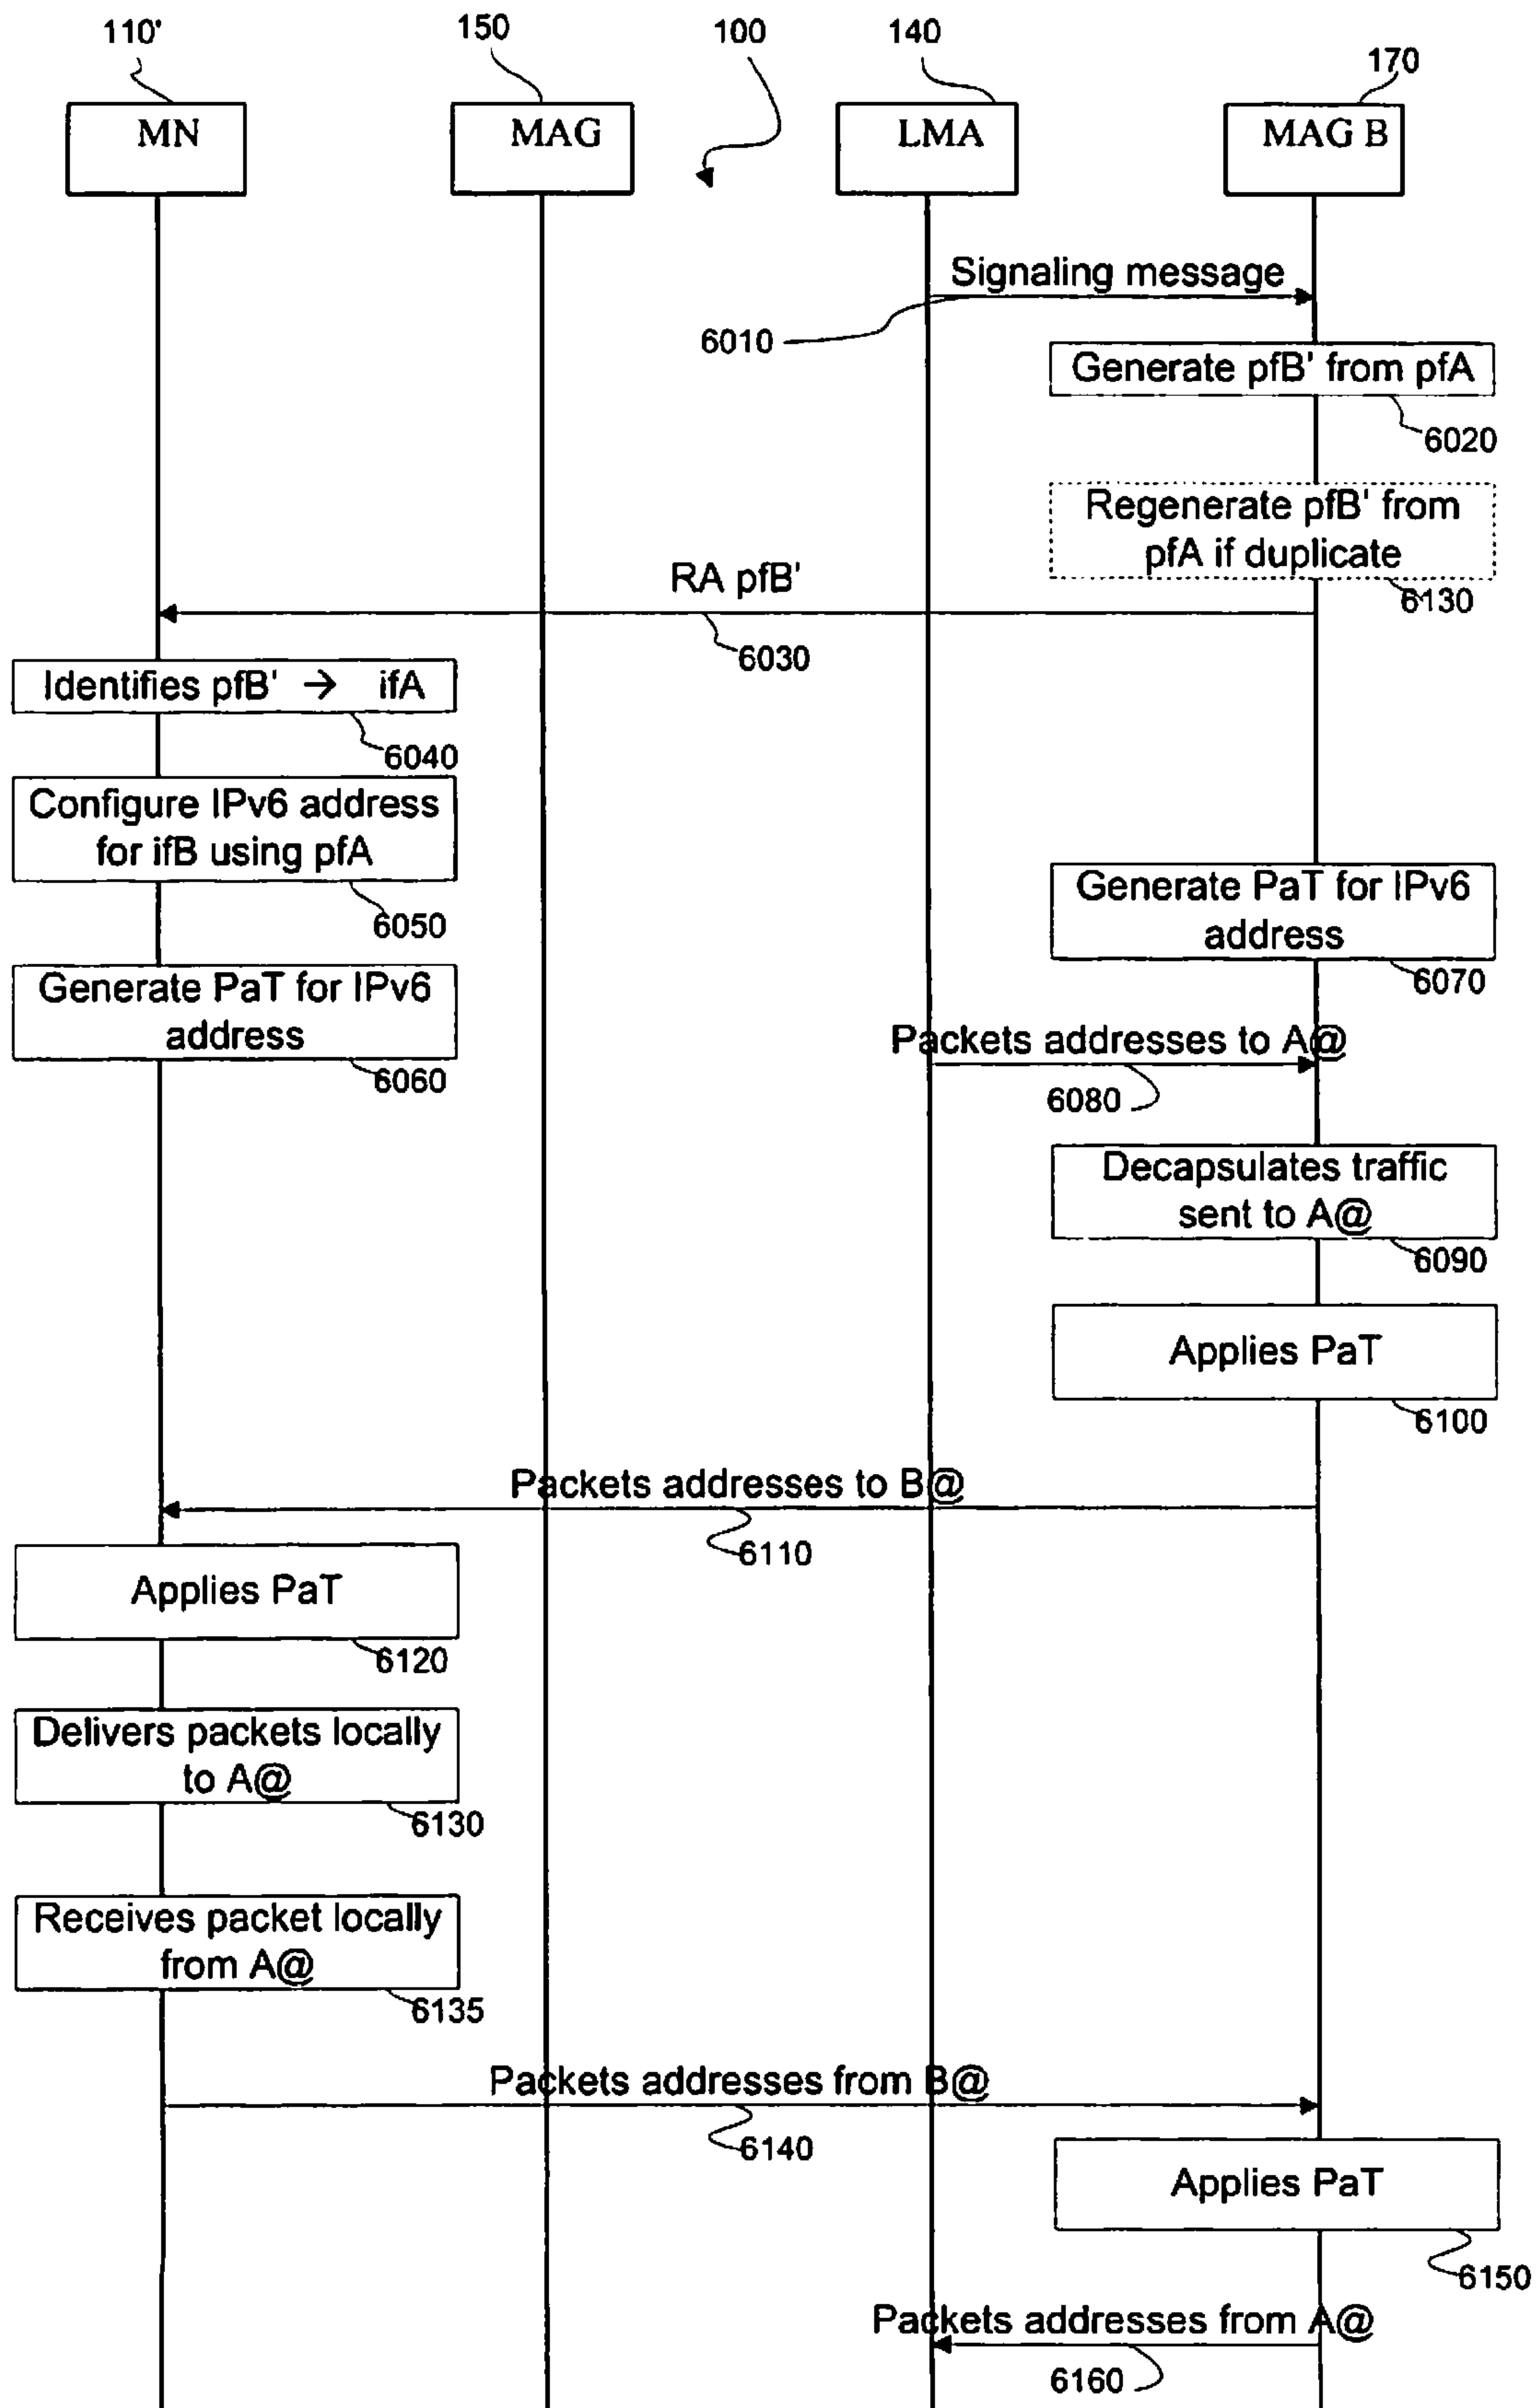 110'
150
100
140
170
MN
MAG
LMA
MAG B
Signaling message
6010
Generate pfB' from pfA
6020
Regenerate pfB' from
pfA if duplicate
6130
RA pfB'
6030
Identifies pfB' → ifA
6040
Configure IPv6 address
for ifB using pfA
6050
Generate PaT for IPv6
address
6070
Generate PaT for IPv6
address
6060
Packets addresses to A@
6080
Decapsulates traffic
sent to A@
6090
Applies PaT
6100
Packets addresses to B@
6110
Applies PaT
6120
Delivers packets locally
to A@
6130
Receives packet locally
from A@
6135
Packets addresses from B@
6140
Applies PaT
6150
Packets addresses from A@
6160